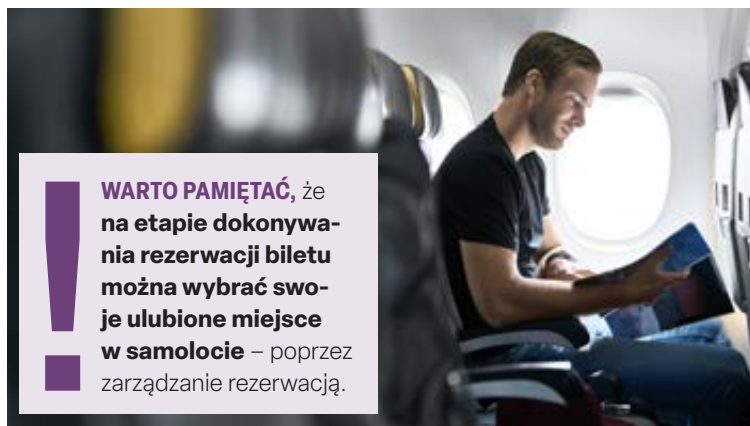 !
WARTO PAMIĘTAĆ, że
na etapie dokonywa-
nia rezerwacji biletu
można wybrać swo-
je ulubione miejsce
w samolocie – poprzez
zarządzanie rezerwacją.